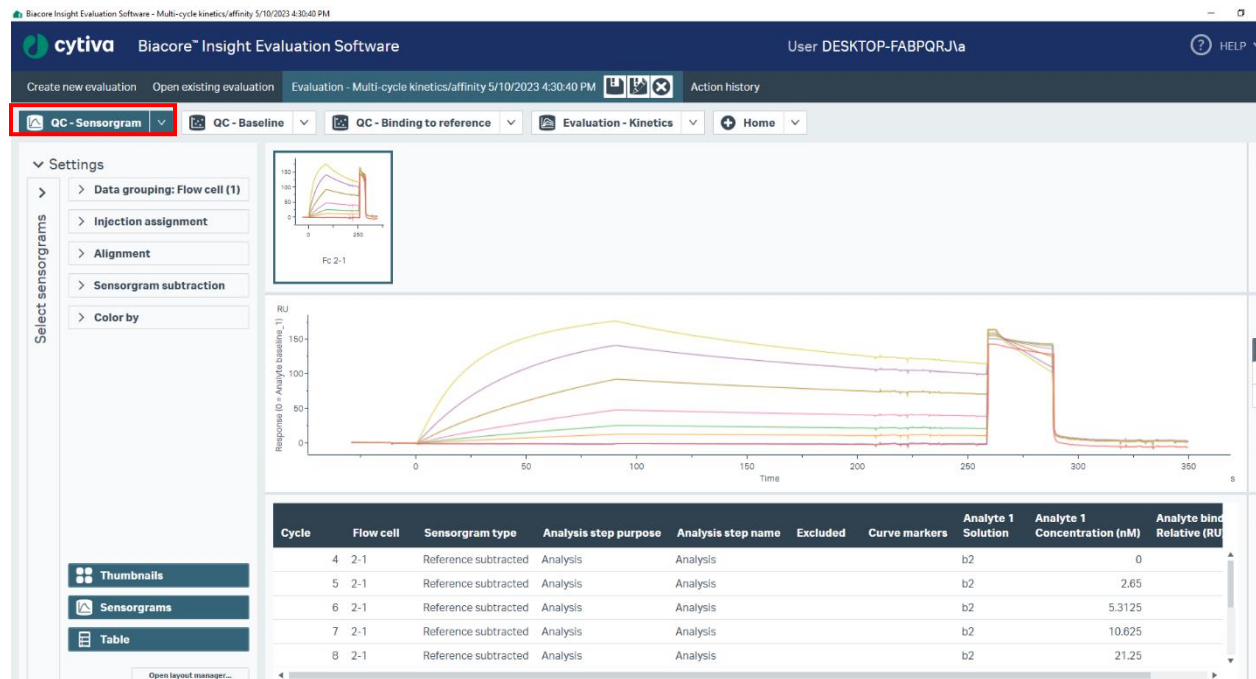 Biacore Insight Evaluation Software - Multi-cycle kinetics/affinity 5/10/2023 4:30:40 PM
cytiva Biacore™ Insight Evaluation Software User DESKTOP-FABPQRJ\a ? HELP
Create new evaluation Open existing evaluation Evaluation - Multi-cycle kinetics/affinity 5/10/2023 4:30:40 PM Action history
QC - Sensorgram QC - Baseline QC - Binding to reference Evaluation - Kinetics Home
Settings
Select sensorgrams
Data grouping: Flow cell (1)
Injection assignment
Alignment
Sensorgram subtraction
Color by
Thumbnails
Sensorgrams
Table
Open layout manager...
150
100
50
0
0 250
Fc 2-1
RU
Response (0 = Analyte baseline_1)
150
100
50
0
0 50 100 150 200 250 300 350
Time s
Cycle Flow cell Sensorgram type Analysis step purpose Analysis step name Excluded Curve markers Analyte 1 Solution Analyte 1 Concentration (nM) Analyte bind Relative (RU
4 2-1 Reference subtracted Analysis Analysis b2 0
5 2-1 Reference subtracted Analysis Analysis b2 2.65
6 2-1 Reference subtracted Analysis Analysis b2 5.3125
7 2-1 Reference subtracted Analysis Analysis b2 10.625
8 2-1 Reference subtracted Analysis Analysis b2 21.25